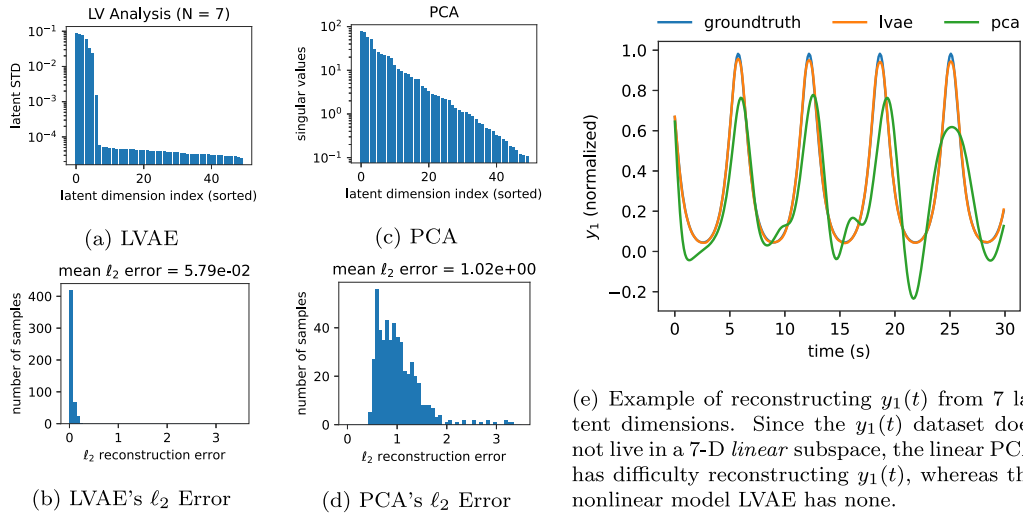 LV Analysis (N = 7)
latent STD
10⁻¹
10⁻²
10⁻³
10⁻⁴
0 20 40
latent dimension index (sorted)
(a) LVAE
PCA
singular values
10²
10¹
10⁰
10⁻¹
0 20 40
latent dimension index (sorted)
(c) PCA
mean ℓ₂ error = 5.79e-02
number of samples
400
300
200
100
0
0 1 2 3
ℓ₂ reconstruction error
(b) LVAE's ℓ₂ Error
mean ℓ₂ error = 1.02e+00
number of samples
40
20
0
0 1 2 3
ℓ₂ reconstruction error
(d) PCA's ℓ₂ Error
groundtruth lvae pca
y₁ (normalized)
1.0
0.8
0.6
0.4
0.2
0.0
−0.2
0 5 10 15 20 25 30
time (s)
(e) Example of reconstructing y₁(t) from 7 la
tent dimensions. Since the y₁(t) dataset doe
not live in a 7-D linear subspace, the linear PC
has difficulty reconstructing y₁(t), whereas th
nonlinear model LVAE has none.